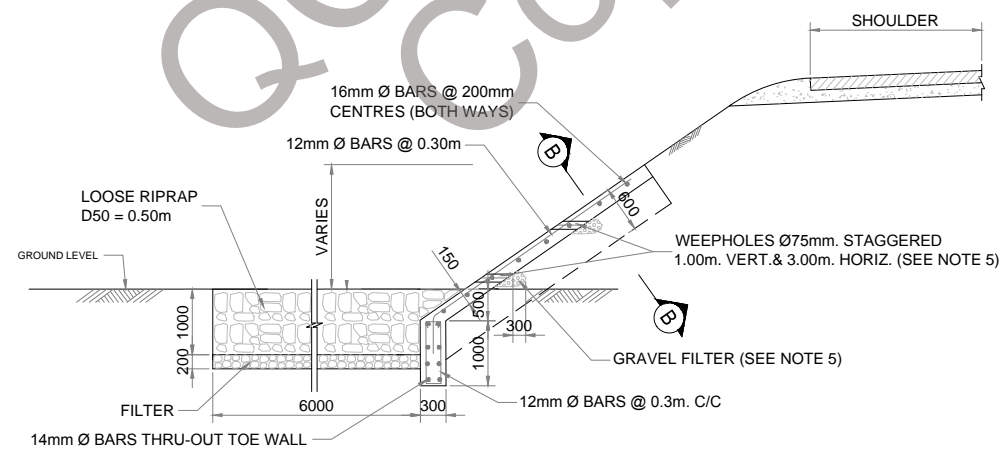 SHOULDER
16mm Ø BARS @ 200mm
CENTRES (BOTH WAYS)
12mm Ø BARS @ 0.30m
B
LOOSE RIPRAP
D50 = 0.50m
VARIES
600
WEEPHOLES Ø75mm. STAGGERED
1.00m. VERT.& 3.00m. HORIZ. (SEE NOTE 5)
GROUND LEVEL
150
500
B
1000
300
1000
200
GRAVEL FILTER (SEE NOTE 5)
FILTER
6000
300
12mm Ø BARS @ 0.3m. C/C
14mm Ø BARS THRU-OUT TOE WALL